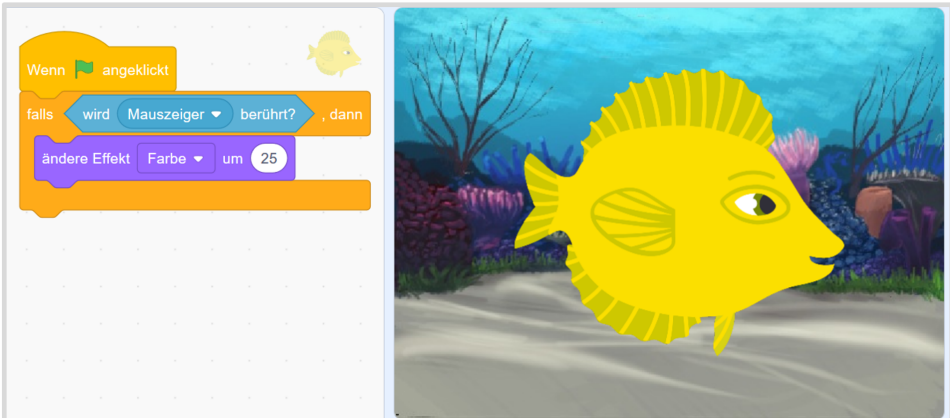 Wenn angeklickt
falls wird Mauszeiger berührt? , dann
ändere Effekt Farbe um 25